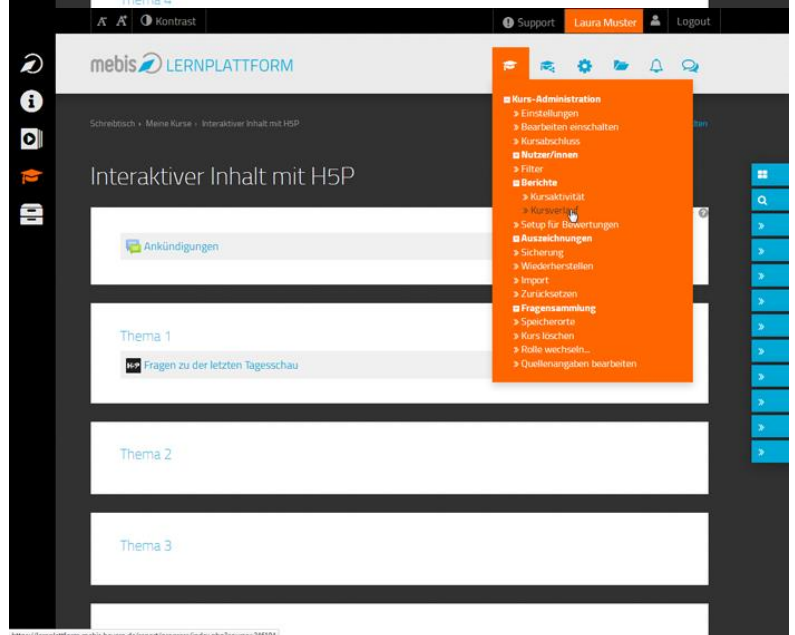 Thema 4
A- A+ Kontrast
Support Laura Muster Logout
mebis LERNPLATTFORM
Schreibtisch › Meine Kurse › Interaktiver Inhalt mit H5P
Interaktiver Inhalt mit H5P
Kurs-Administration
» Einstellungen
» Bearbeiten einschalten
» Kursabschluss
Nutzer/innen
» Filter
Berichte
» Kursaktivität
» Kursverlauf
» Setup für Bewertungen
Auszeichnungen
» Sicherung
» Wiederherstellen
» Import
» Zurücksetzen
Fragensammlung
» Speicherorte
» Kurs löschen
» Rolle wechseln...
» Quellenangaben bearbeiten
Ankündigungen
Thema 1
H-P Fragen zu der letzten Tagesschau
Thema 2
Thema 3